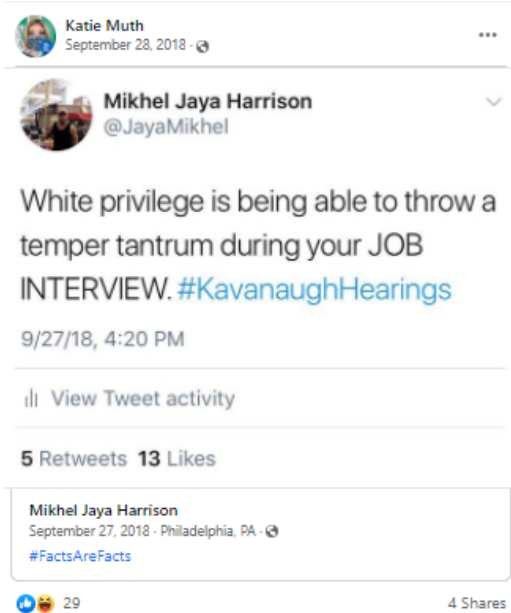 Katie Muth
September 28, 2018 ·
Mikhel Jaya Harrison
@JayaMikhel
White privilege is being able to throw a
temper tantrum during your JOB
INTERVIEW. #KavanaughHearings
9/27/18, 4:20 PM
View Tweet activity
5 Retweets 13 Likes
Mikhel Jaya Harrison
September 27, 2018 · Philadelphia, PA ·
#FactsAreFacts
29 4 Shares